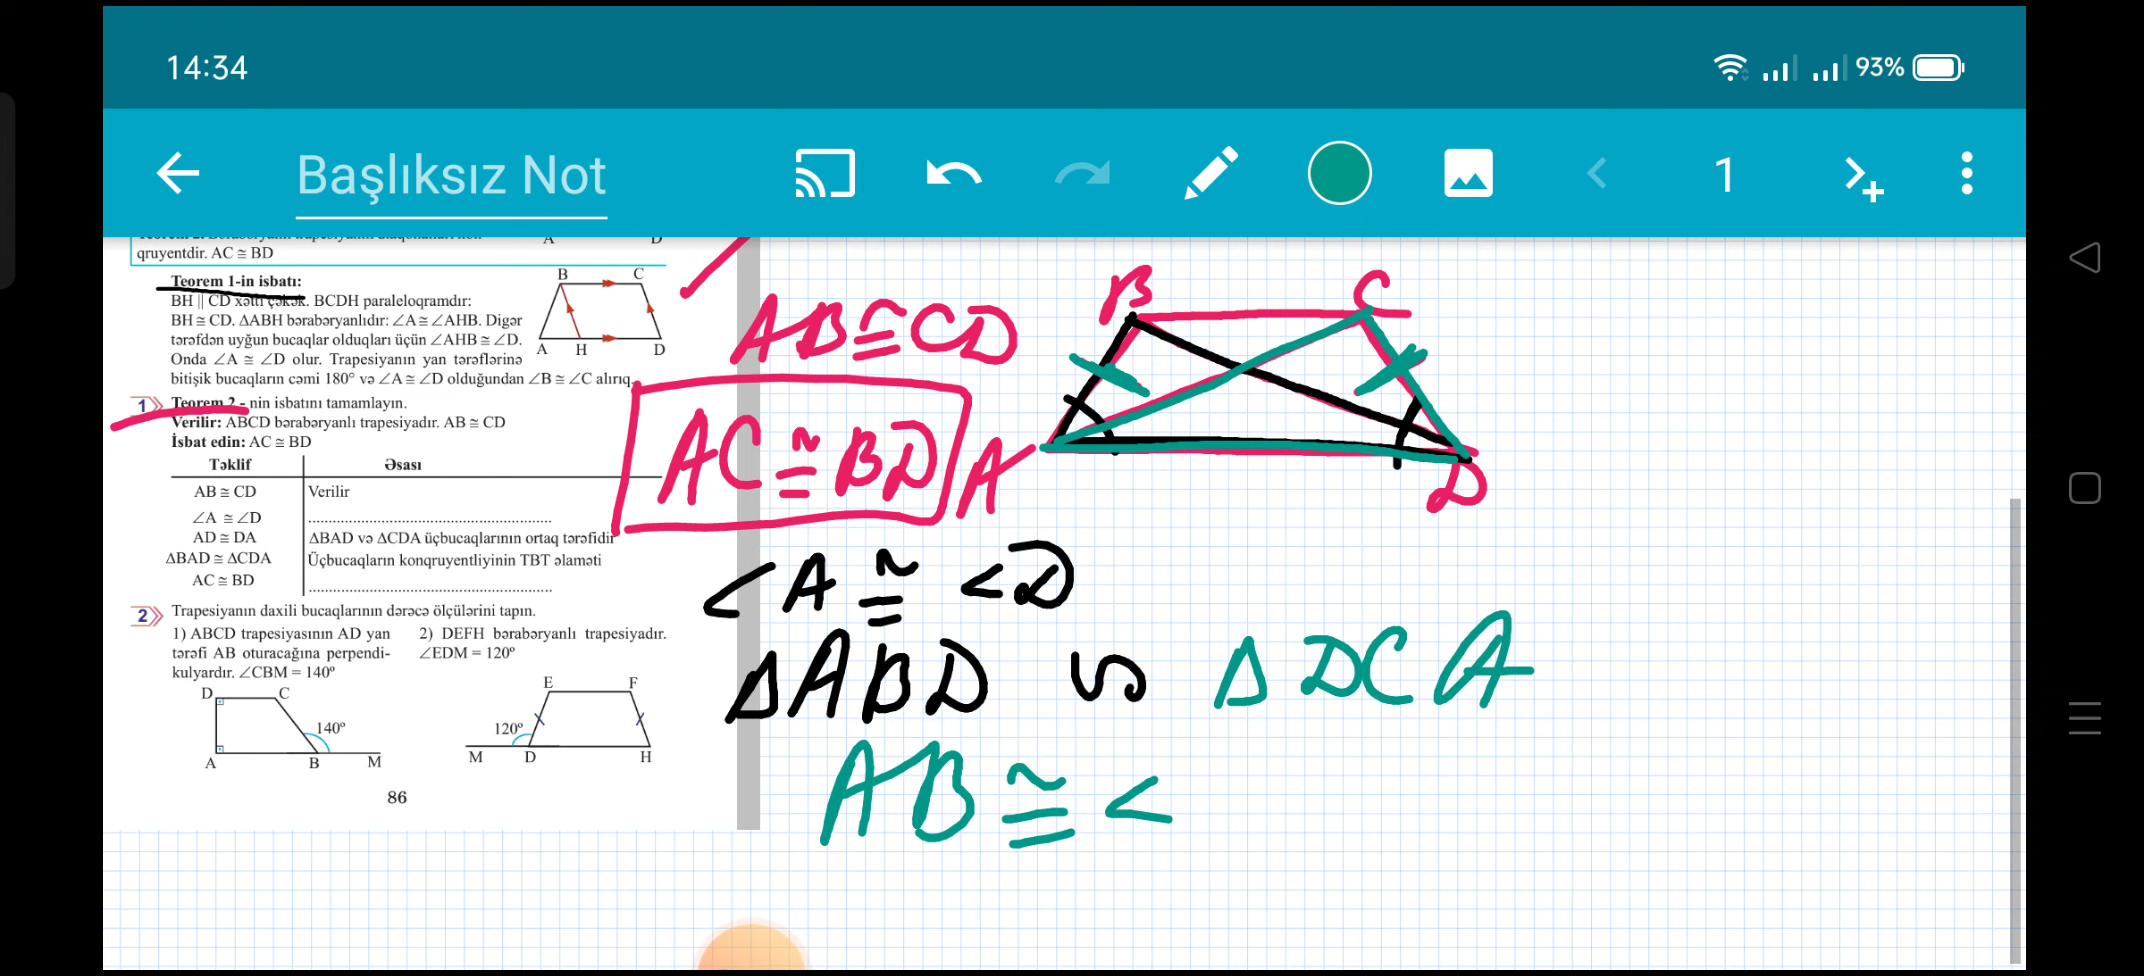 14:34
93%
Başlıksız Not
1
qruyentdir. AC ≅ BD
A D
Teorem 1-in isbatı:
BH || CD xətti çəkək. BCDH paraleloqramdır:
BH ≅ CD. ΔABH bərabəryanlıdır: ∠A ≅ ∠AHB. Digər
tərəfdən uyğun bucaqlar olduqları üçün ∠AHB ≅ ∠D.
Onda ∠A ≅ ∠D olur. Trapesiyanın yan tərəflərinə
bitişik bucaqların cəmi 180° və ∠A ≅ ∠D olduğundan ∠B ≅ ∠C alırıq.
B C
A H D
1 Teorem 2 - nin isbatını tamamlayın.
Verilir: ABCD bərabəryanlı trapesiyadır. AB ≅ CD
İsbat edin: AC ≅ BD
Təklif Əsası
AB ≅ CD Verilir
∠A ≅ ∠D ......................................................
AD ≅ DA ΔBAD və ΔCDA üçbucaqlarının ortaq tərəfidir
ΔBAD ≅ ΔCDA Üçbucaqların konqruyentliyinin TBT əlaməti
AC ≅ BD ......................................................
2 Trapesiyanın daxili bucaqlarının dərəcə ölçülərini tapın.
1) ABCD trapesiyasının AD yan
tərəfi AB oturacağına perpendi-
kulyardır. ∠CBM = 140°
2) DEFH bərabəryanlı trapesiyadır.
∠EDM = 120°
D C
140°
A B M
E F
120°
M D H
86
AB ≅ CD
AC ≅ BD
B C
A D
<A ≅ <D
ΔABD ∽ ΔDCA
AB ≅ <